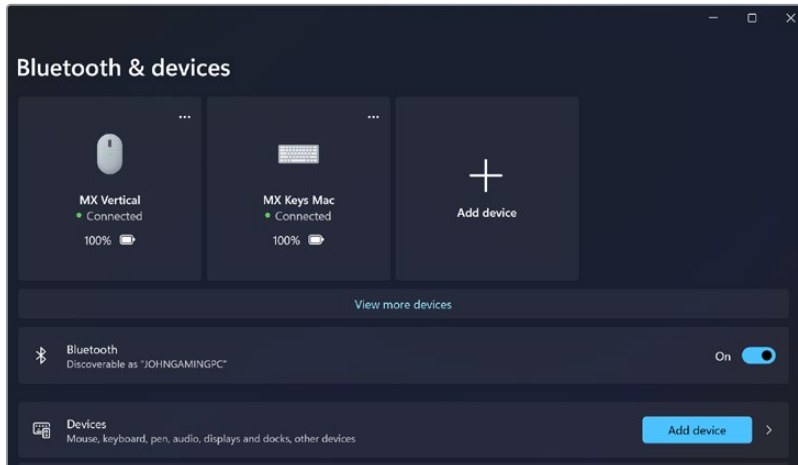 Bluetooth & devices
MX Vertical
Connected
100%
MX Keys Mac
Connected
100%
Add device
View more devices
Bluetooth
Discoverable as "JOHNGAMINGPC"
On
Devices
Mouse, keyboard, pen, audio, displays and docks, other devices
Add device